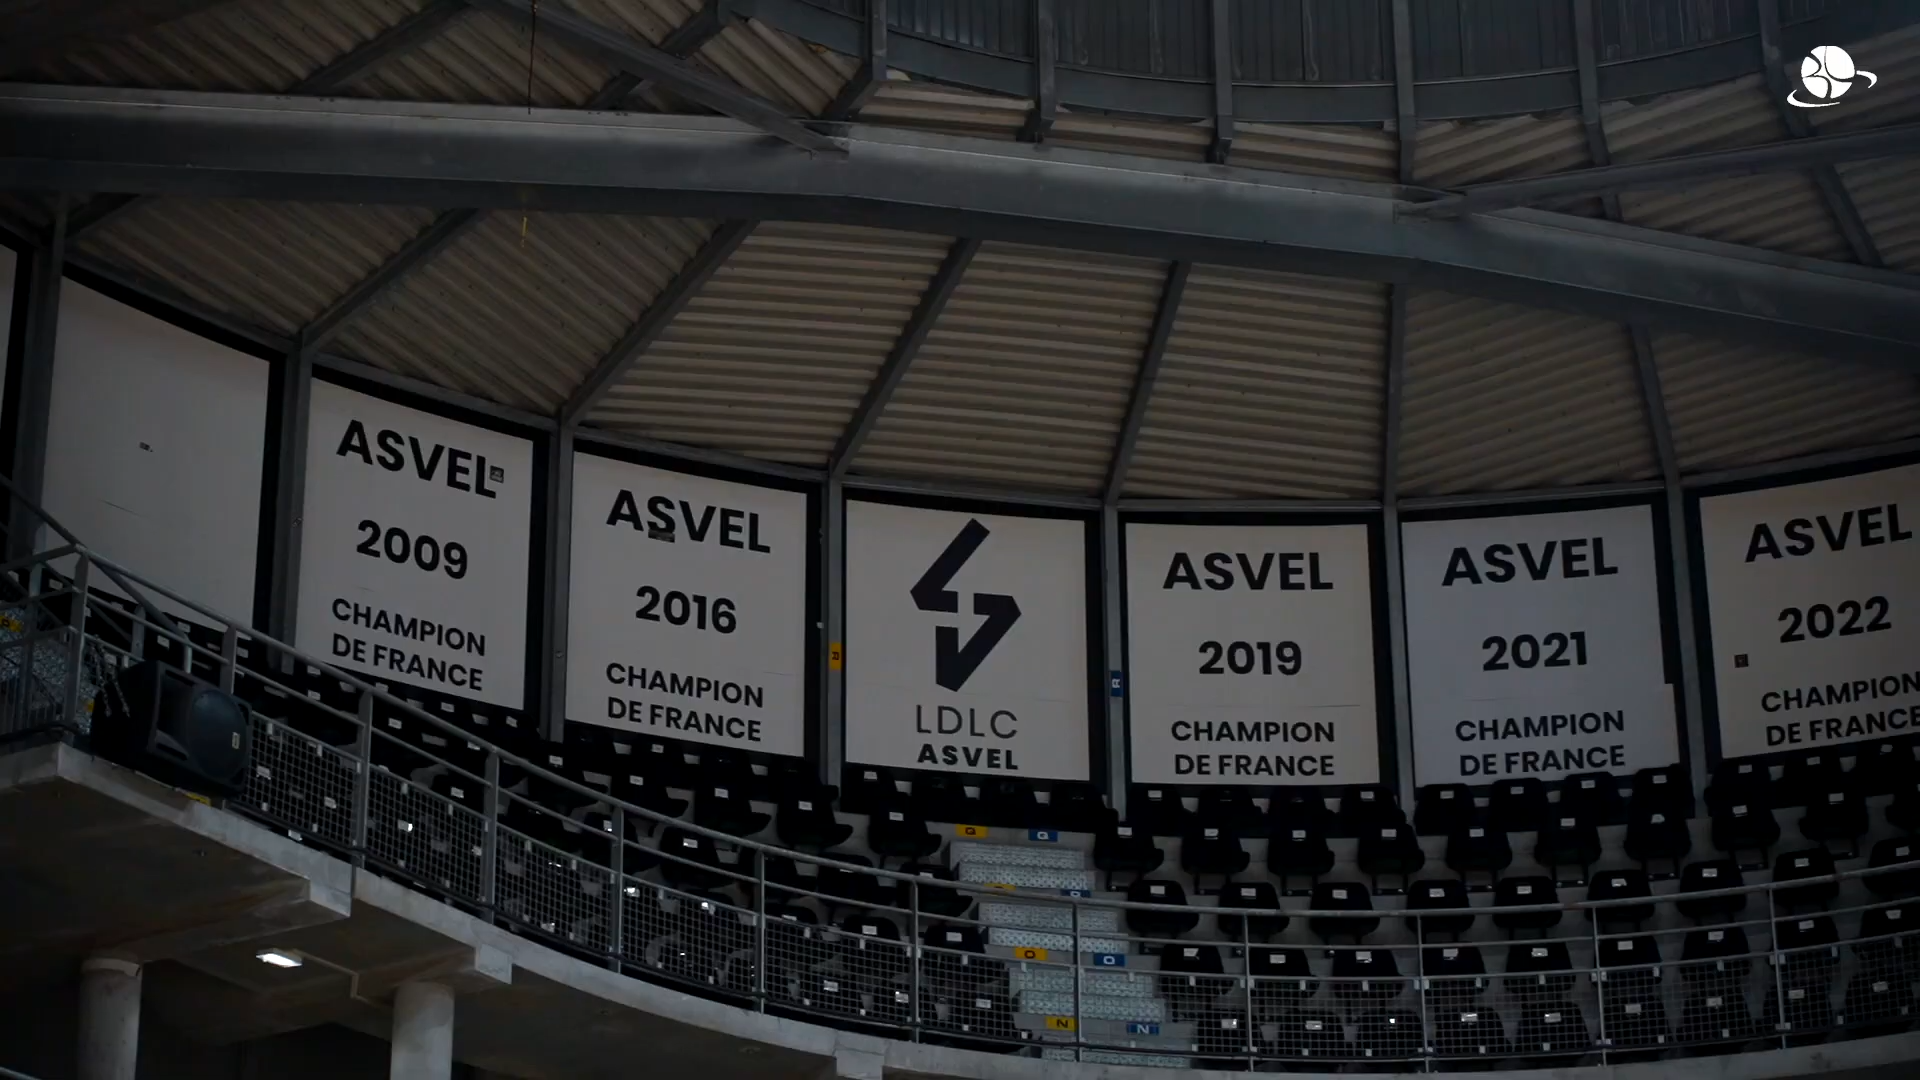 ASVEL
2009
CHAMPION
DE FRANCE
ASVEL
2016
CHAMPION
DE FRANCE
LDLC
ASVEL
ASVEL
2019
CHAMPION
DE FRANCE
ASVEL
2021
CHAMPION
DE FRANCE
ASVEL
2022
CHAMPION
DE FRANCE
Q
Q
O
O
N
N